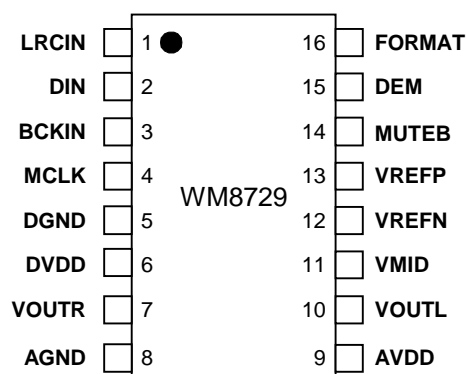 LRCIN 1 16 FORMAT
DIN 2 15 DEM
BCKIN 3 14 MUTEB
MCLK 4 13 VREFP
WM8729
DGND 5 12 VREFN
DVDD 6 11 VMID
VOUTR 7 10 VOUTL
AGND 8 9 AVDD